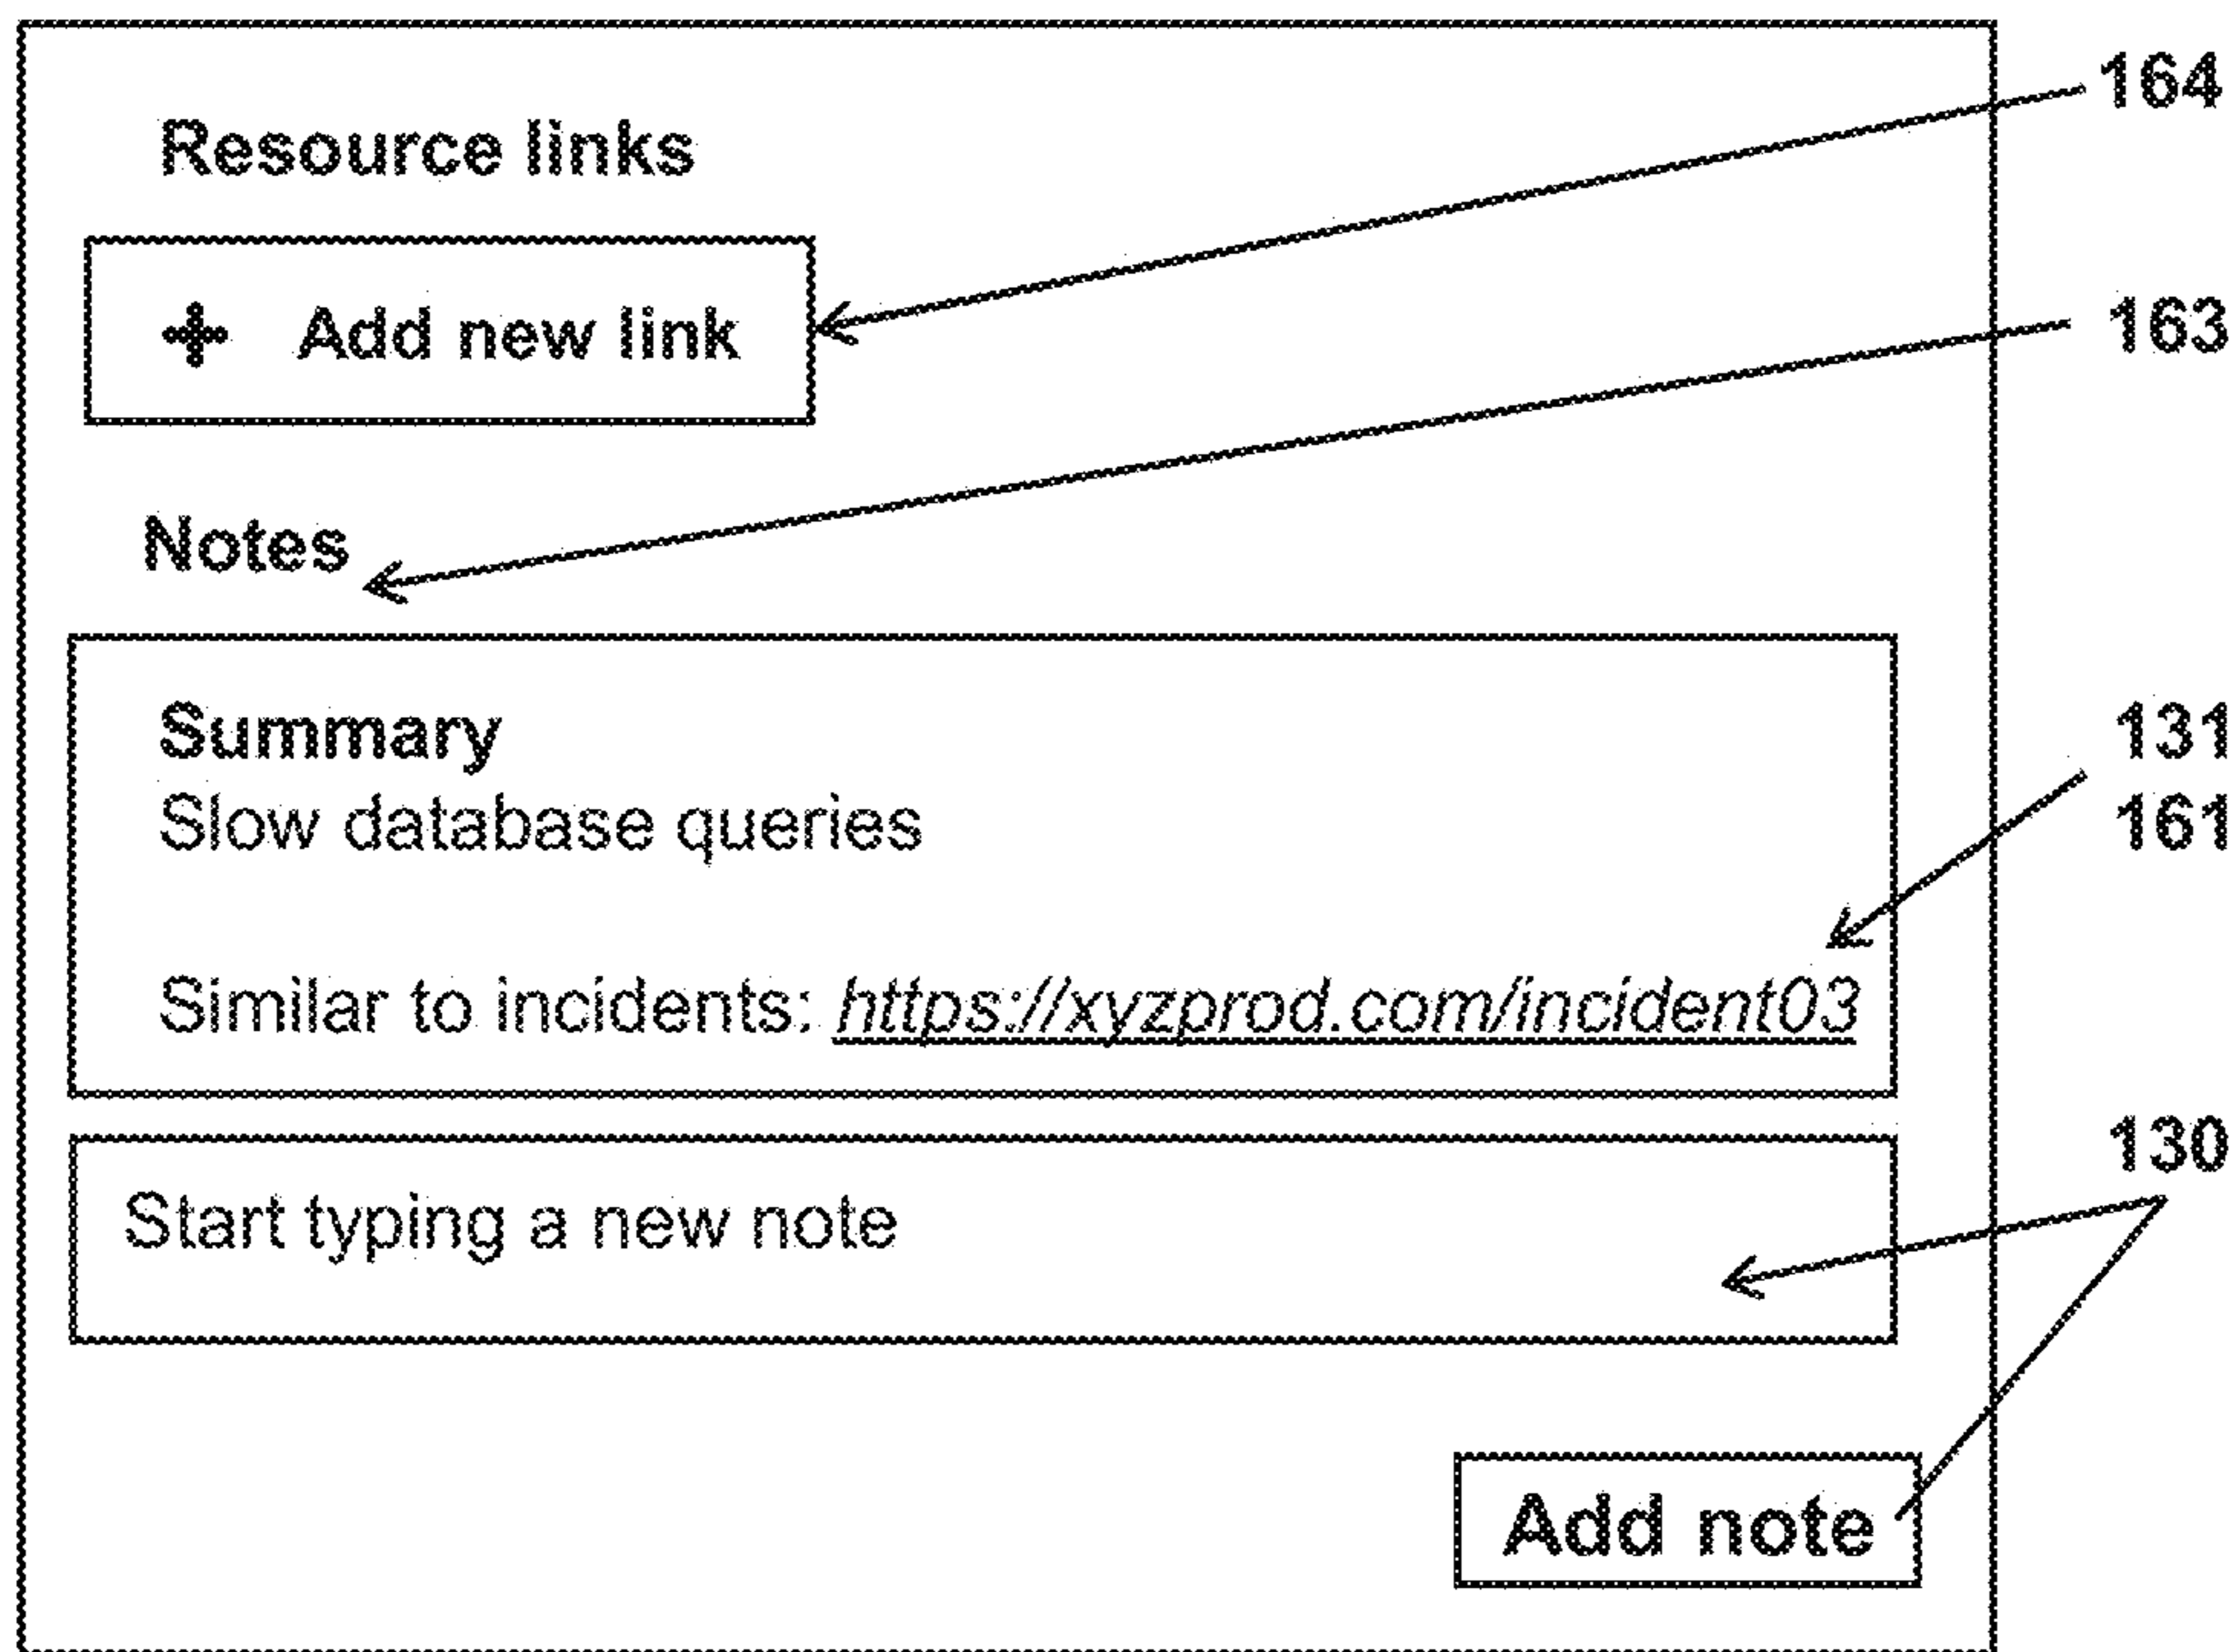 164
Resource links
163
+ Add new link
Notes
131
Summary
161
Slow database queries
Similar to incidents: https://xyzprod.com/incident03
130
Start typing a new note
Add note